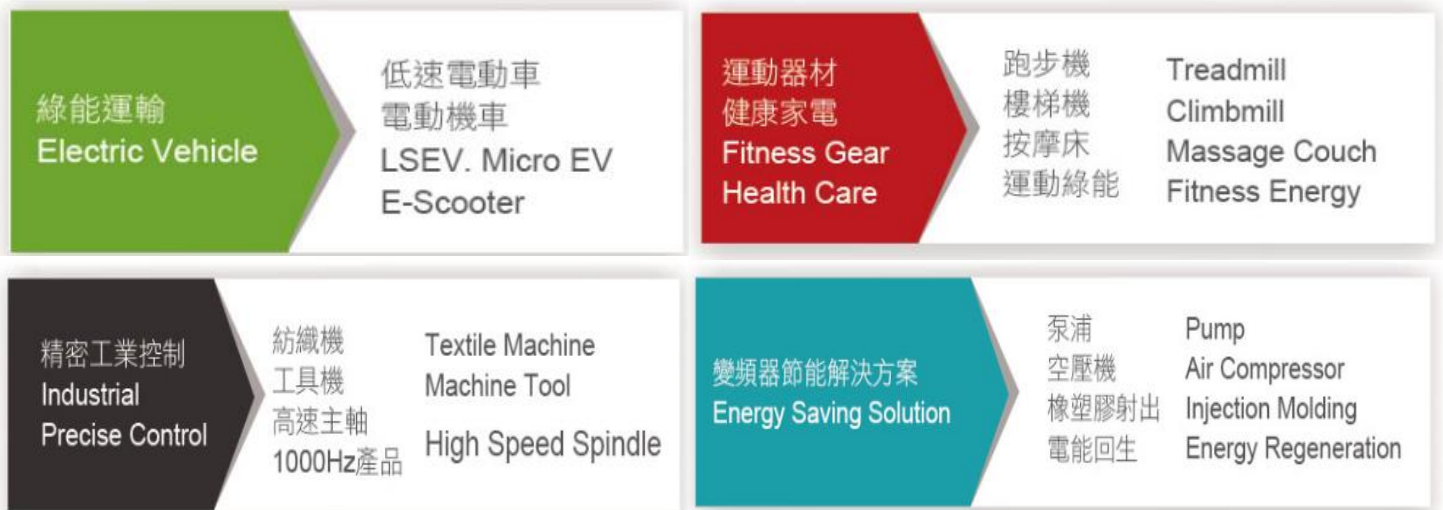 綠能運輸
Electric Vehicle
低速電動車
電動機車
LSEV. Micro EV
E-Scooter
運動器材
健康家電
Fitness Gear
Health Care
跑步機 Treadmill
樓梯機 Climbmill
按摩床 Massage Couch
運動綠能 Fitness Energy
精密工業控制
Industrial
Precise Control
紡織機 Textile Machine
工具機 Machine Tool
高速主軸 High Speed Spindle
1000Hz產品
變頻器節能解決方案
Energy Saving Solution
泵浦 Pump
空壓機 Air Compressor
橡塑膠射出 Injection Molding
電能回生 Energy Regeneration